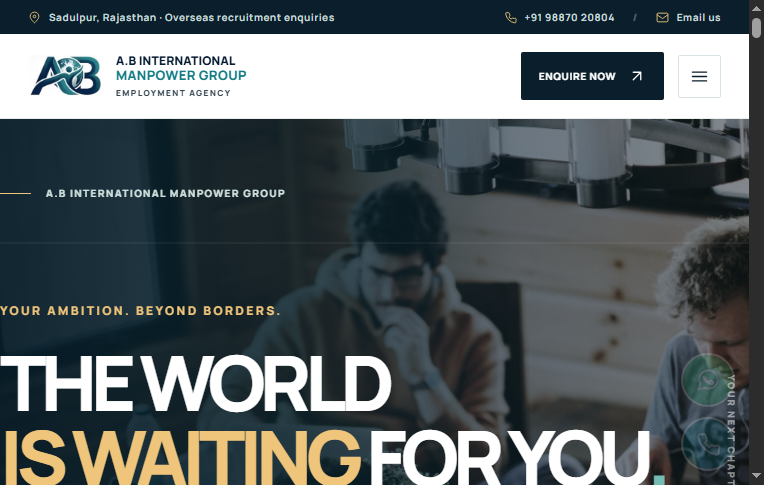 Sadulpur, Rajasthan · Overseas recruitment enquiries
+91 98870 20804 / Email us
A.B INTERNATIONAL
MANPOWER GROUP
EMPLOYMENT AGENCY
ENQUIRE NOW
A.B INTERNATIONAL MANPOWER GROUP
YOUR AMBITION. BEYOND BORDERS.
THE WORLD
IS WAITING FOR YOU.
YOUR NEXT CHAPT